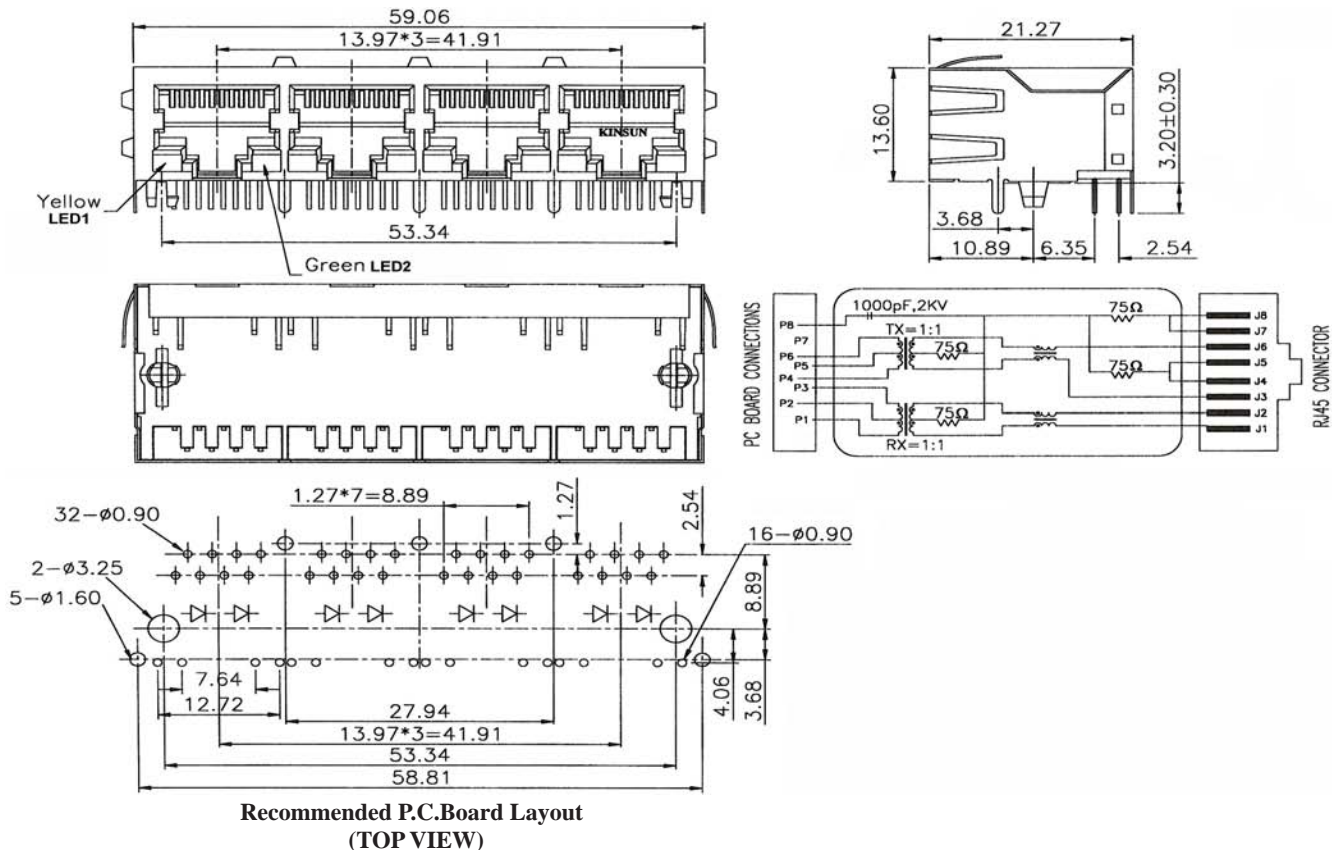 59.06
13.97*3=41.91
KINSUN
Yellow
LED1
53.34
Green LED2
21.27
13.60
3.20±0.30
3.68
10.89
6.35
2.54
PC BOARD CONNECTIONS
P8
P7
P6
P5
P4
P3
P2
P1
1000pF,2KV
TX=1:1
75Ω
75Ω
75Ω
75Ω
RX=1:1
J8
J7
J6
J5
J4
J3
J2
J1
RJ45 CONNECTOR
1.27*7=8.89
1.27
2.54
32-ø0.90
16-ø0.90
2-ø3.25
5-ø1.60
8.89
7.64
12.72
4.06
3.68
27.94
13.97*3=41.91
53.34
58.81
Recommended P.C.Board Layout
(TOP VIEW)